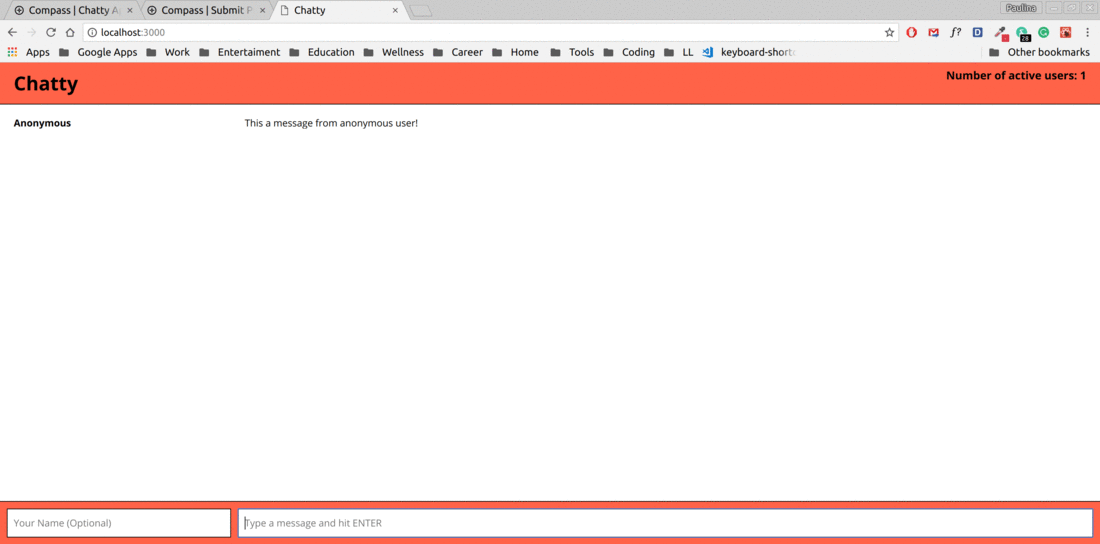 Compass | Chatty A
Compass | Submit P
Chatty
Paulina
localhost:3000
f?
28
Apps Google Apps Work Entertaiment Education Wellness Career Home Tools Coding LL keyboard-shortc Other bookmarks
Chatty
Number of active users: 1
Anonymous This a message from anonymous user!
Your Name (Optional) Type a message and hit ENTER